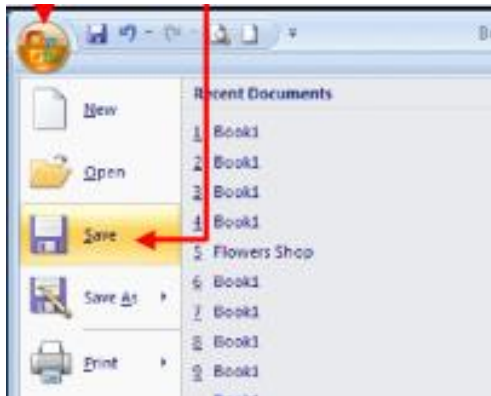 Recent Documents
New
1 Book1
2 Book1
Open
3 Book1
4 Book1
Save
5 Flowers Shop
6 Book1
Save As
7 Book1
8 Book1
Print
9 Book1